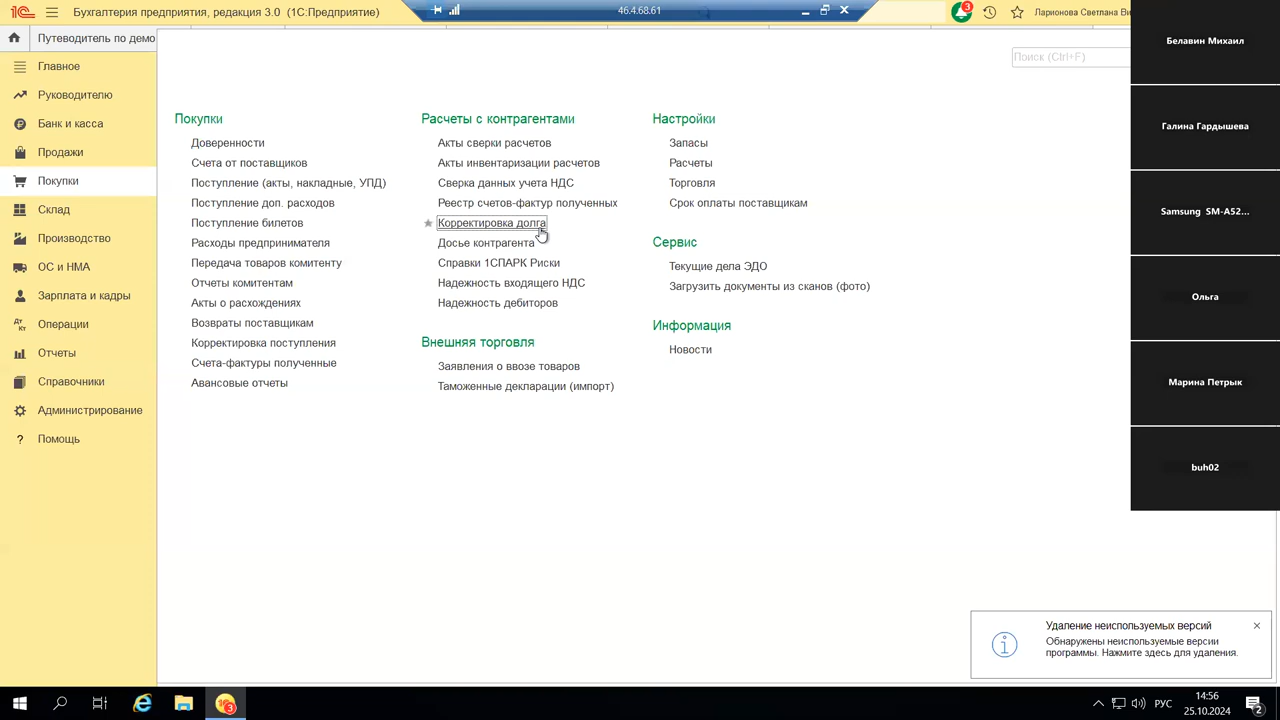 Бухгалтерия предприятия, редакция 3.0 (1С:Предприятие)
46.4.68.61
3
Ларионова Светлана Ви
Путеводитель по демо
Главное
Руководителю
Банк и касса
Продажи
Покупки
Склад
Производство
ОС и НМА
Зарплата и кадры
Операции
Отчеты
Справочники
Администрирование
Помощь
Поиск (Ctrl+F)
Покупки
Доверенности
Счета от поставщиков
Поступление (акты, накладные, УПД)
Поступление доп. расходов
Поступление билетов
Расходы предпринимателя
Передача товаров комитенту
Отчеты комитентам
Акты о расхождениях
Возвраты поставщикам
Корректировка поступления
Счета-фактуры полученные
Авансовые отчеты
Расчеты с контрагентами
Акты сверки расчетов
Акты инвентаризации расчетов
Сверка данных учета НДС
Реестр счетов-фактур полученных
Корректировка долга
Досье контрагента
Справки 1СПАРК Риски
Надежность входящего НДС
Надежность дебиторов
Внешняя торговля
Заявления о ввозе товаров
Таможенные декларации (импорт)
Настройки
Запасы
Расчеты
Торговля
Срок оплаты поставщикам
Сервис
Текущие дела ЭДО
Загрузить документы из сканов (фото)
Информация
Новости
Белавин Михаил
Галина Гардышева
Samsung SM-A52...
Ольга
Марина Петрык
buh02
Удаление неиспользуемых версий
Обнаружены неиспользуемые версии
программы. Нажмите здесь для удаления.
3
РУС
14:56
25.10.2024
2